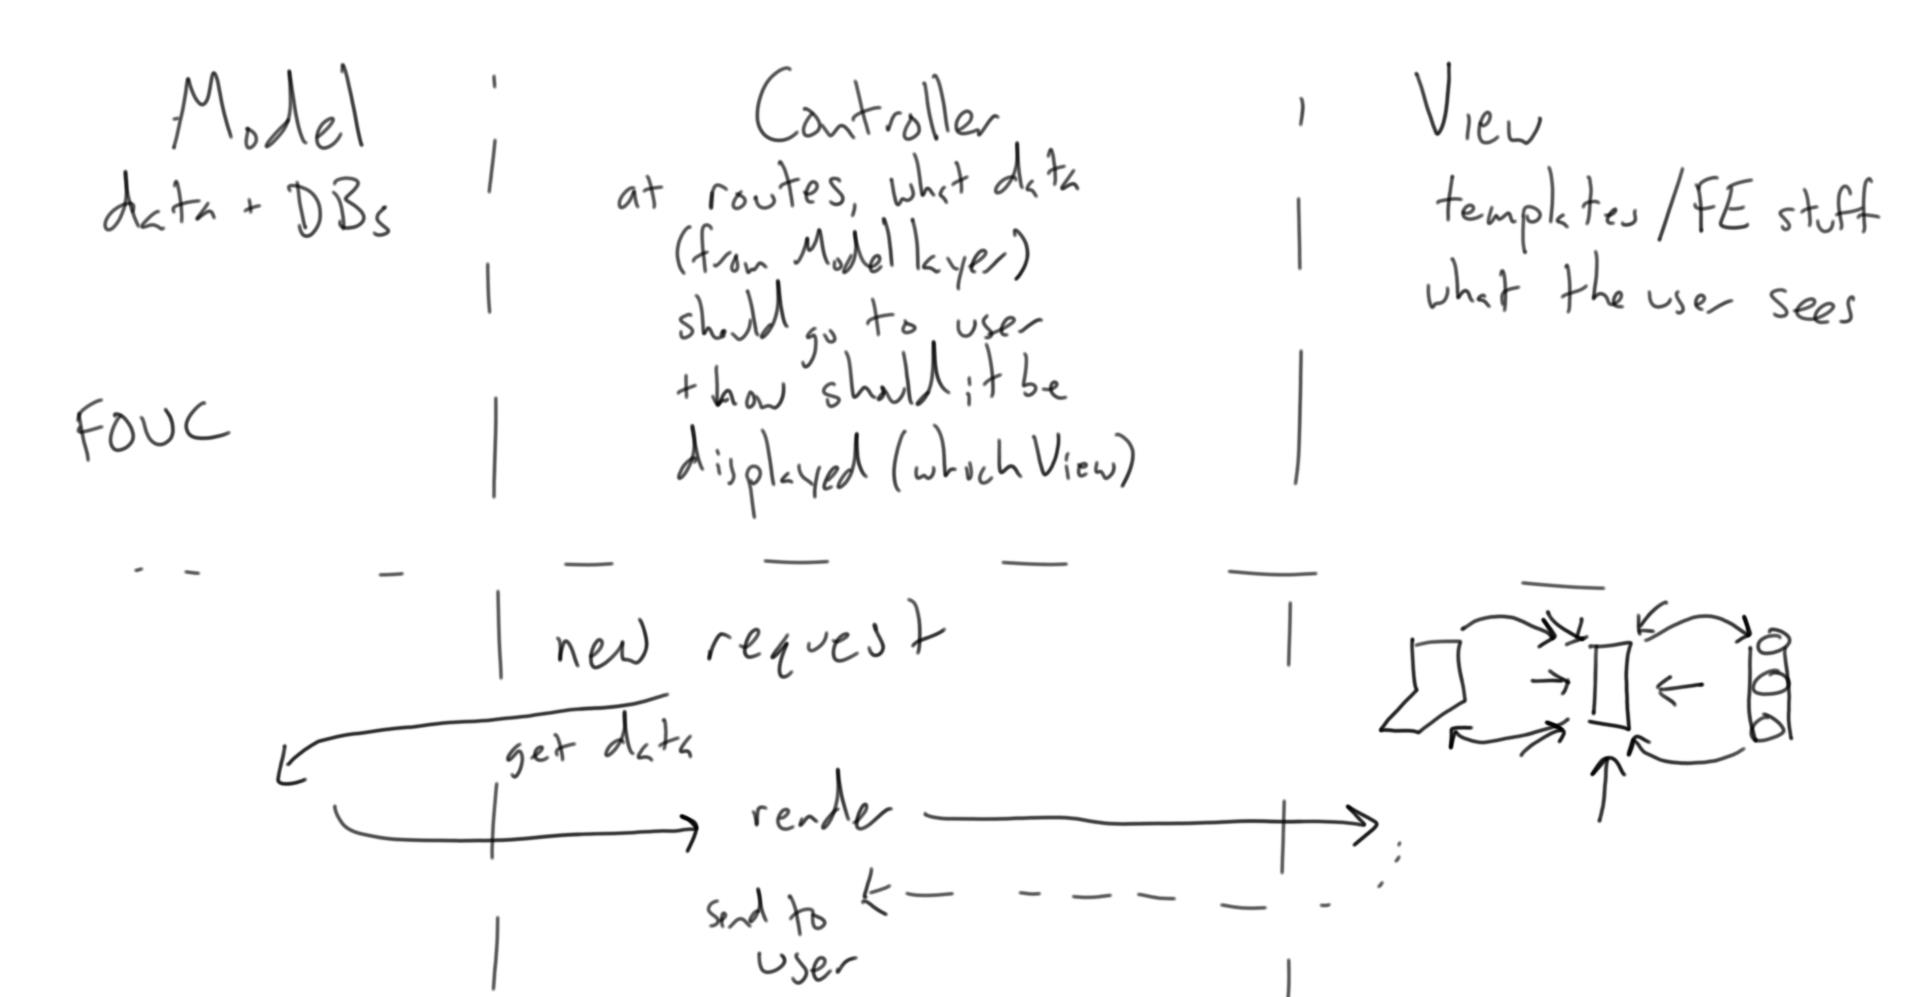 Model
data + DBs
FOUC
Controller
at routes, what data
(from Model layer)
should go to user
+ how should it be
displayed (which View)
View
templates/FE stuff
what the user sees
new request
get data
render
send to
user